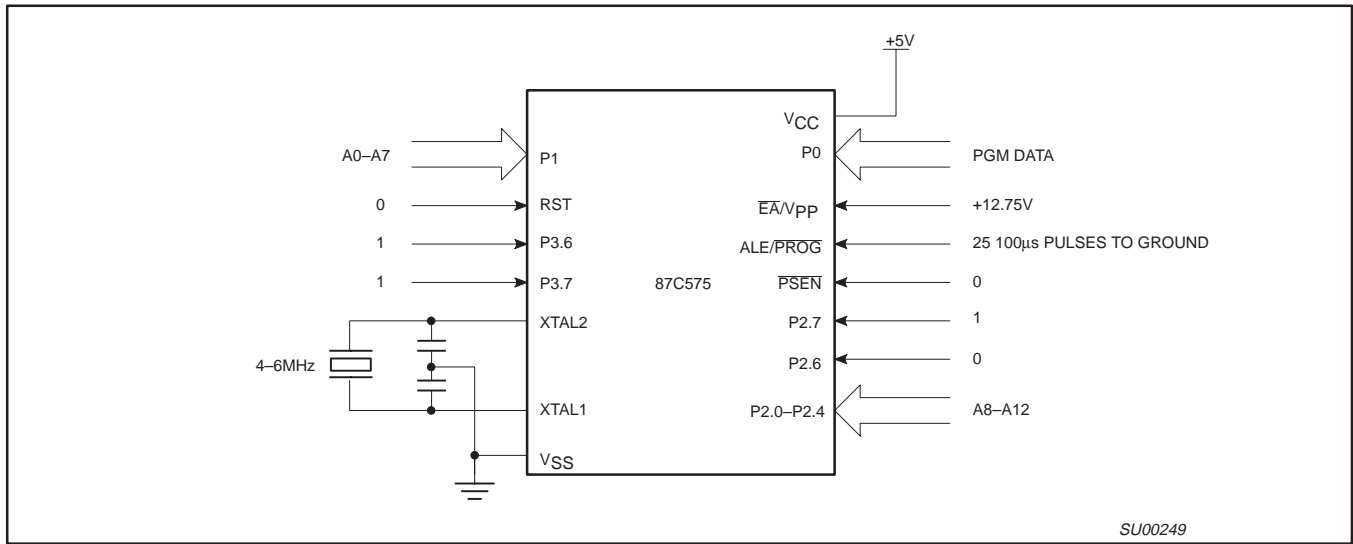 +5V
A0–A7
P1
VCC
P0
PGM DATA
0
RST
EA/VPP
+12.75V
1
P3.6
ALE/PROG
25 100µs PULSES TO GROUND
1
P3.7
87C575
PSEN
0
XTAL2
P2.7
1
4–6MHz
P2.6
0
XTAL1
P2.0–P2.4
A8–A12
VSS
SU00249